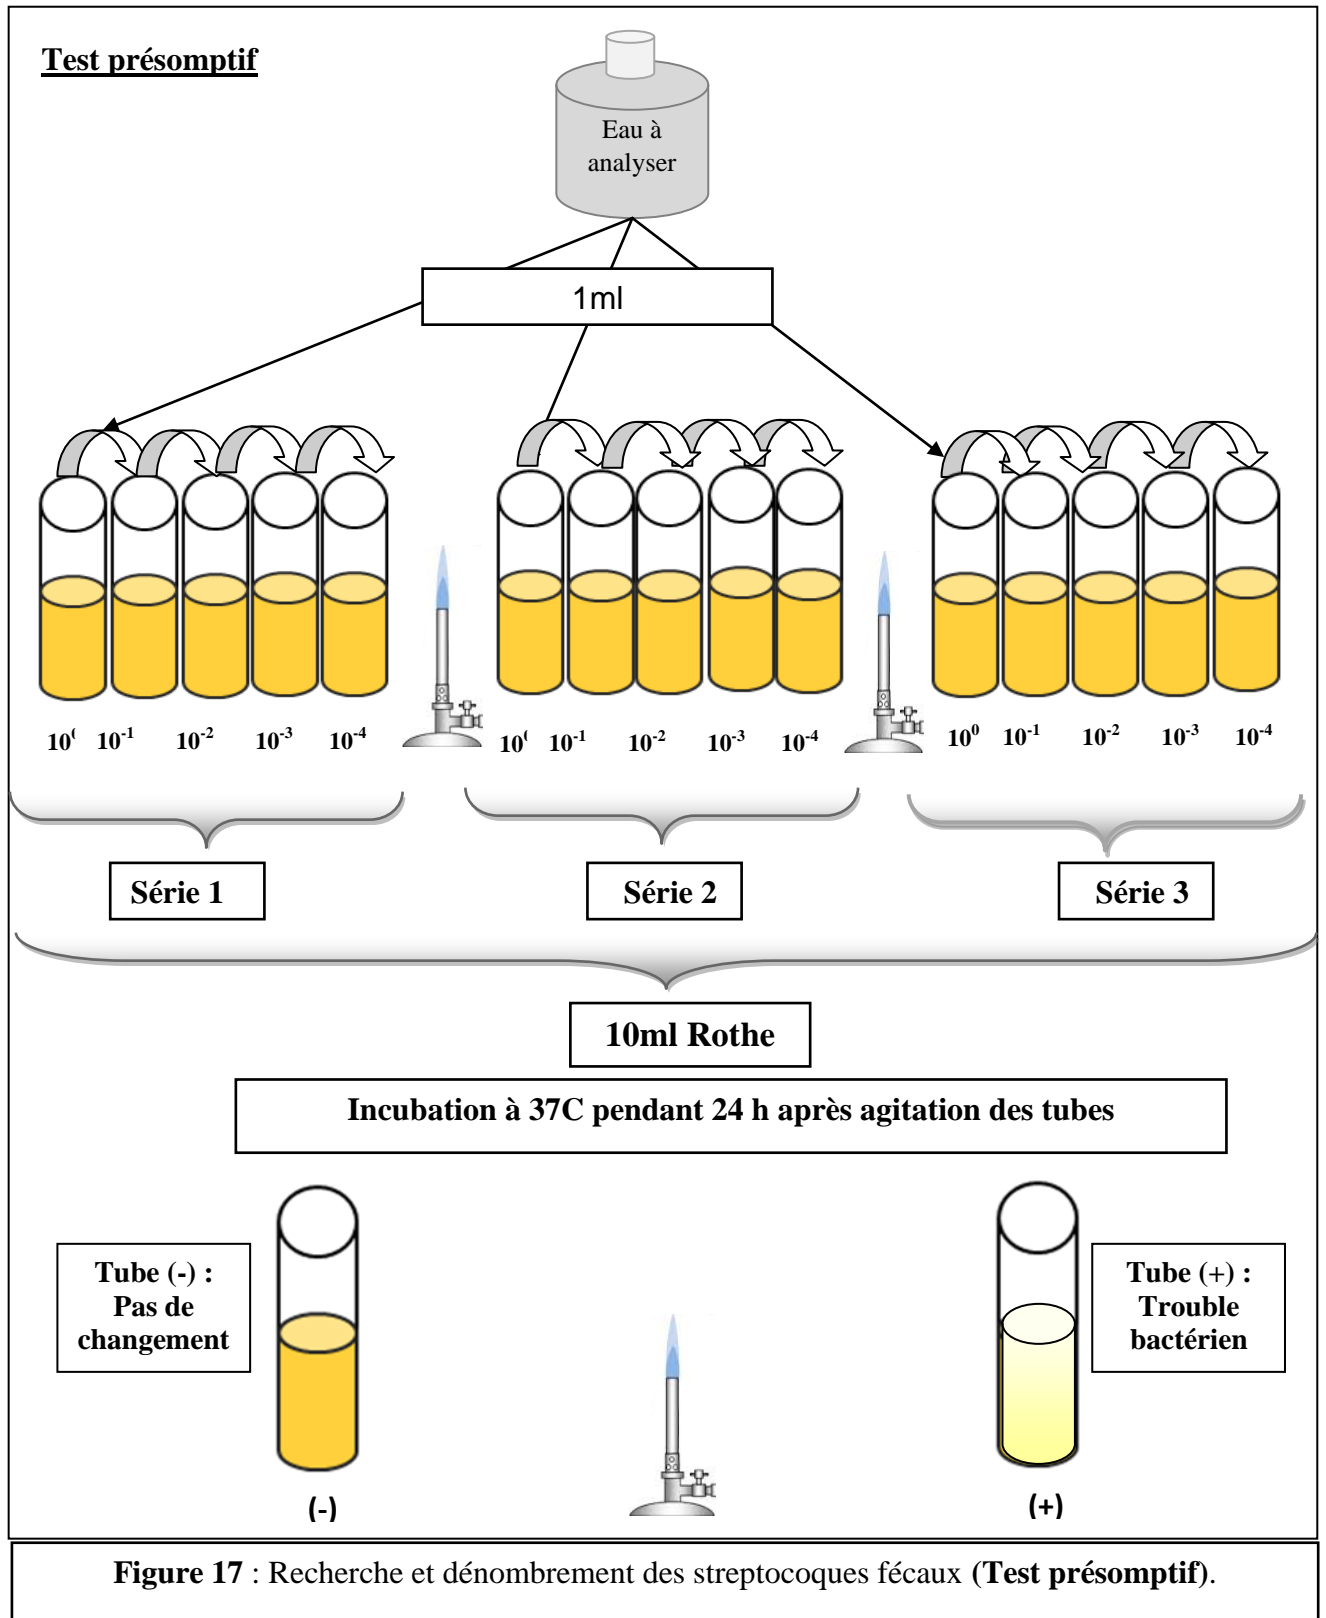 Test présomptif
Eau à
analyser
1ml
10⁰ 10⁻¹ 10⁻² 10⁻³ 10⁻⁴
10⁰ 10⁻¹ 10⁻² 10⁻³ 10⁻⁴
10⁰ 10⁻¹ 10⁻² 10⁻³ 10⁻⁴
Série 1
Série 2
Série 3
10ml Rothe
Incubation à 37C pendant 24 h après agitation des tubes
Tube (-) :
Pas de
changement
Tube (+) :
Trouble
bactérien
(-)
(+)
Figure 17 : Recherche et dénombrement des streptocoques fécaux (Test présomptif).